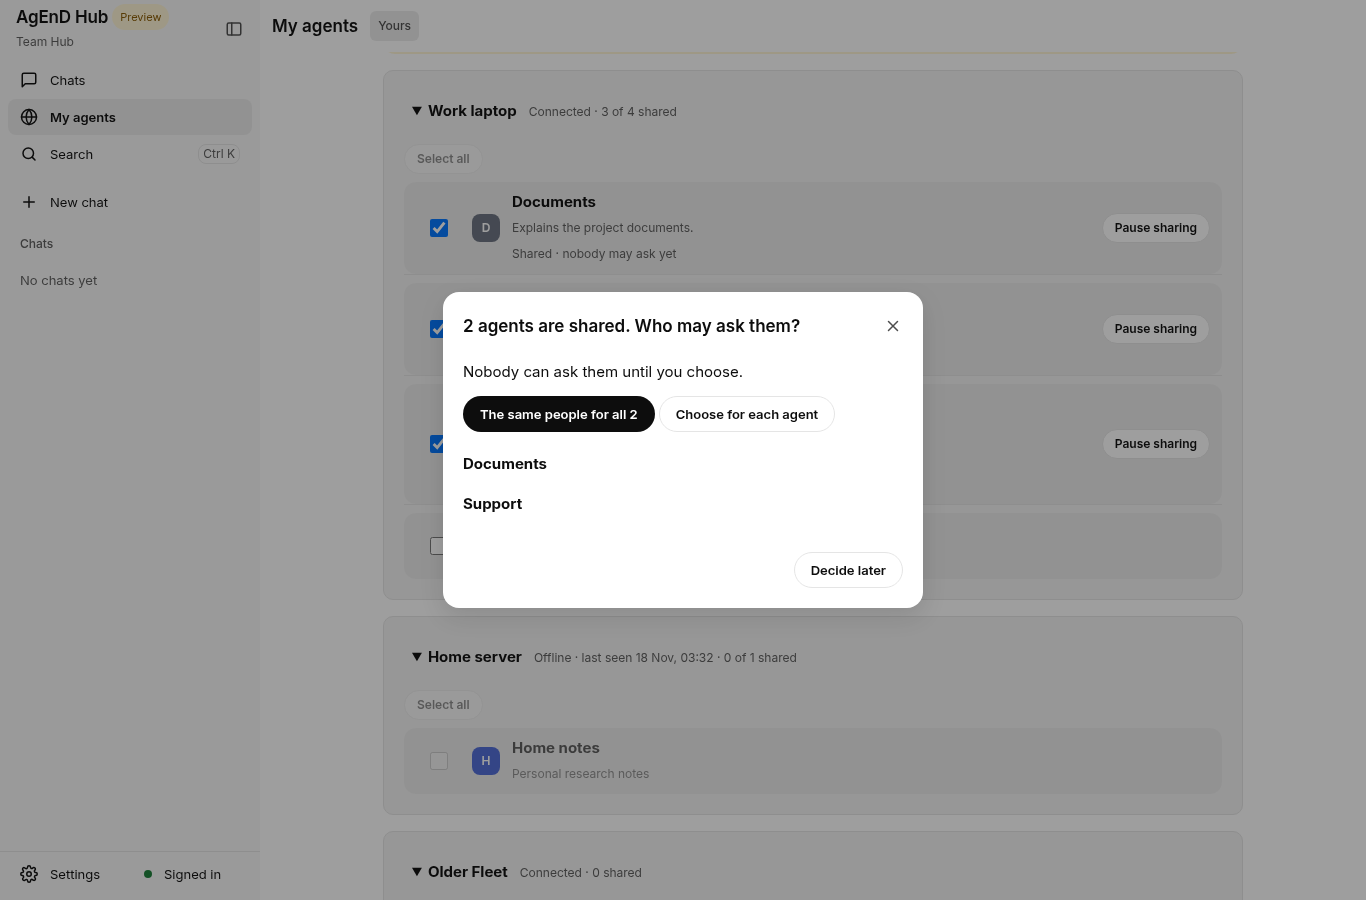 AgEnD Hub Preview
Team Hub
Chats
My agents
Search Ctrl K
New chat
Chats
No chats yet
Settings
Signed in
My agents Yours
Work laptop Connected · 3 of 4 shared
Select all
D
Documents
Explains the project documents.
Shared · nobody may ask yet
Pause sharing
Pause sharing
Pause sharing
2 agents are shared. Who may ask them?
Nobody can ask them until you choose.
The same people for all 2
Choose for each agent
Documents
Support
Decide later
Home server Offline · last seen 18 Nov, 03:32 · 0 of 1 shared
Select all
H
Home notes
Personal research notes
Older Fleet Connected · 0 shared